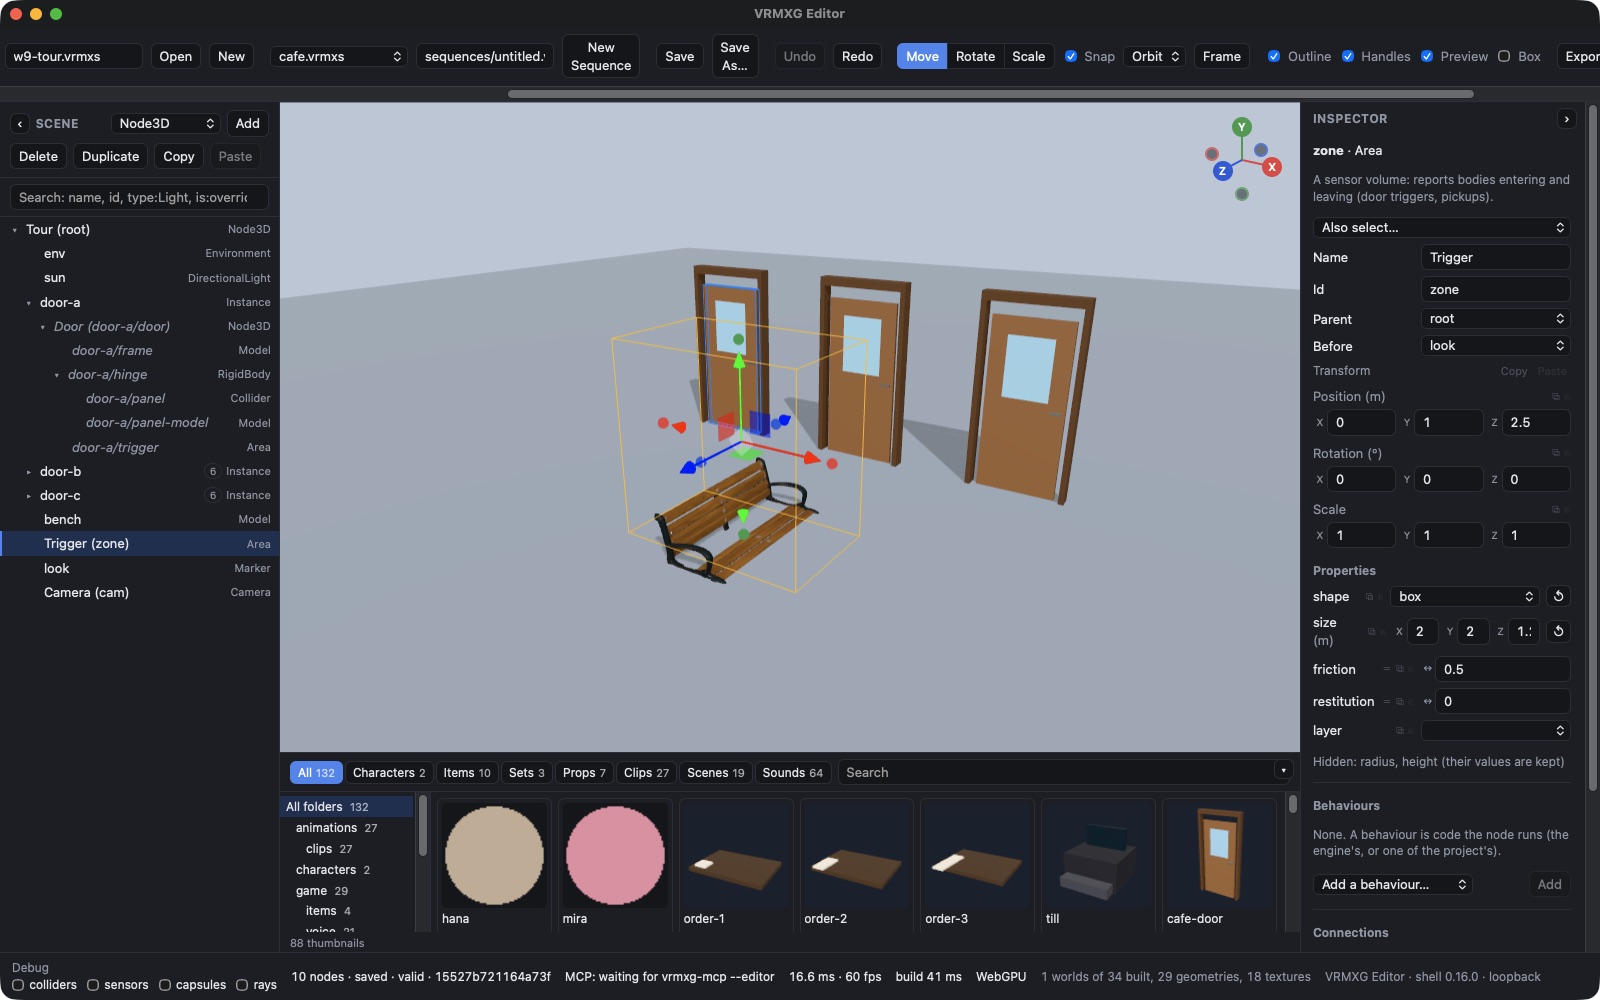 VRMXG Editor
w9-tour.vrmxs Open New cafe.vrmxs sequences/untitled. New Sequence Save Save As... Undo Redo Move Rotate Scale Snap Orbit Frame Outline Handles Preview Box Expor
‹ SCENE Node3D Add
Delete Duplicate Copy Paste
Search: name, id, type:Light, is:overric
Tour (root) Node3D
env Environment
sun DirectionalLight
door-a Instance
Door (door-a/door) Node3D
door-a/frame Model
door-a/hinge RigidBody
door-a/panel Collider
door-a/panel-model Model
door-a/trigger Area
door-b 6 Instance
door-c 6 Instance
bench Model
Trigger (zone) Area
look Marker
Camera (cam) Camera
Y
Z X
INSPECTOR ›
zone · Area
A sensor volume: reports bodies entering and
leaving (door triggers, pickups).
Also select...
Name Trigger
Id zone
Parent root
Before look
Transform Copy Paste
Position (m)
X 0 Y 1 Z 2.5
Rotation (°)
X 0 Y 0 Z 0
Scale
X 1 Y 1 Z 1
Properties
shape box
size (m) X 2 Y 2 Z 1.
friction 0.5
restitution 0
layer
Hidden: radius, height (their values are kept)
Behaviours
None. A behaviour is code the node runs (the
engine's, or one of the project's).
Add a behaviour... Add
Connections
All 132 Characters 2 Items 10 Sets 3 Props 7 Clips 27 Scenes 19 Sounds 64 Search
All folders 132
animations 27
clips 27
characters 2
game 29
items 4
88 thumbnails
hana mira order-1 order-2 order-3 till cafe-door
Debug
colliders sensors capsules rays
10 nodes · saved · valid · 15527b721164a73f MCP: waiting for vrmxg-mcp --editor 16.6 ms · 60 fps build 41 ms WebGPU 1 worlds of 34 built, 29 geometries, 18 textures VRMXG Editor · shell 0.16.0 · loopback